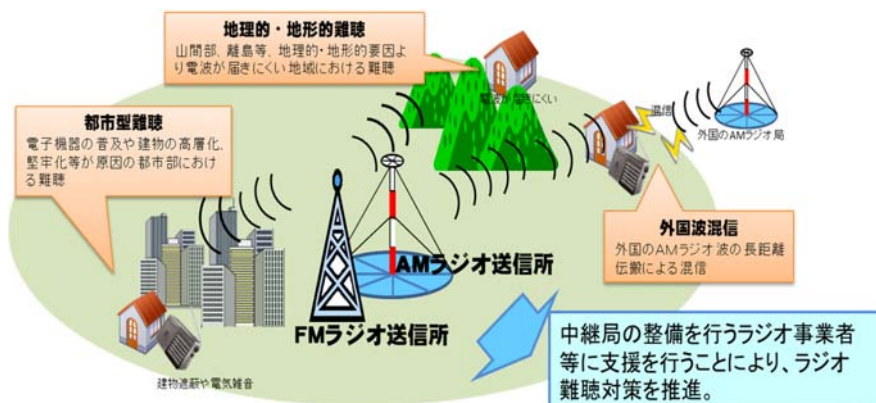 地理的・地形的難聴
山間部、離島等、地理的・地形的要因よ
り電波が届きにくい地域における難聴
電波が届きにくい
混信
外国のAMラジオ局
都市型難聴
電子機器の普及や建物の高層化、
堅牢化等が原因の都市部におけ
る難聴
外国波混信
外国のAMラジオ波の長距離
伝搬による混信
AMラジオ送信所
FMラジオ送信所
建物遮蔽や電気雑音
中継局の整備を行うラジオ事業者
等に支援を行うことにより、ラジオ
難聴対策を推進。